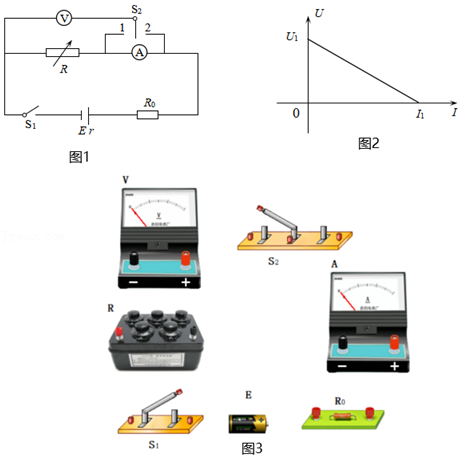 V
S2
1 2
R
A
S1
E r
R0
图1
U
U1
0
I1
I
图2
V
V
− +
S2
A
A
− +
R
S1
E
R0
图3